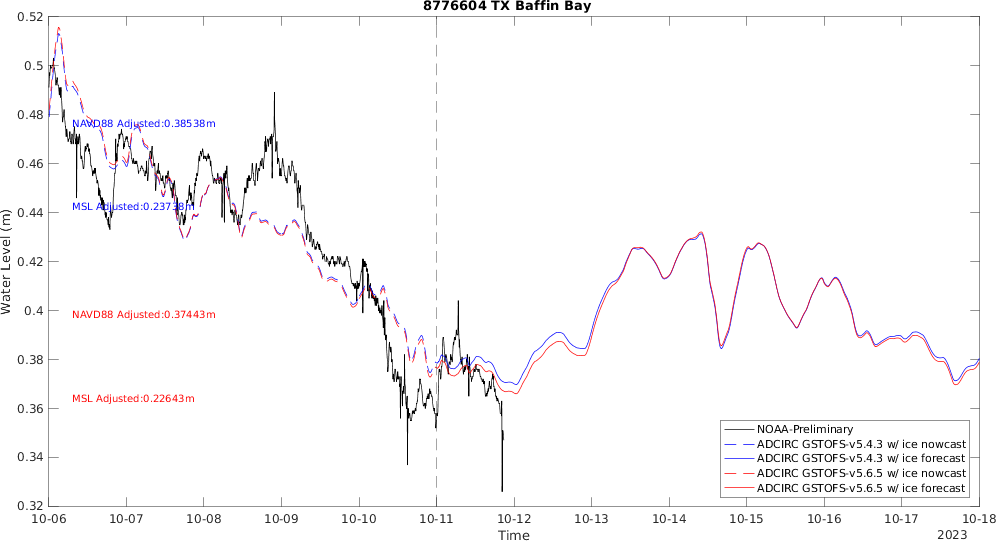 8776604 TX Baffin Bay
Water Level (m)
0.52
0.5
0.48
0.46
0.44
0.42
0.4
0.38
0.36
0.34
0.32
NAVD88 Adjusted:0.38538m
MSL Adjusted:0.23738m
NAVD88 Adjusted:0.37443m
MSL Adjusted:0.22643m
NOAA-Preliminary
ADCIRC GSTOFS-v5.4.3 w/ ice nowcast
ADCIRC GSTOFS-v5.4.3 w/ ice forecast
ADCIRC GSTOFS-v5.6.5 w/ ice nowcast
ADCIRC GSTOFS-v5.6.5 w/ ice forecast
10-06 10-07 10-08 10-09 10-10 10-11 10-12 10-13 10-14 10-15 10-16 10-17 10-18
Time
2023